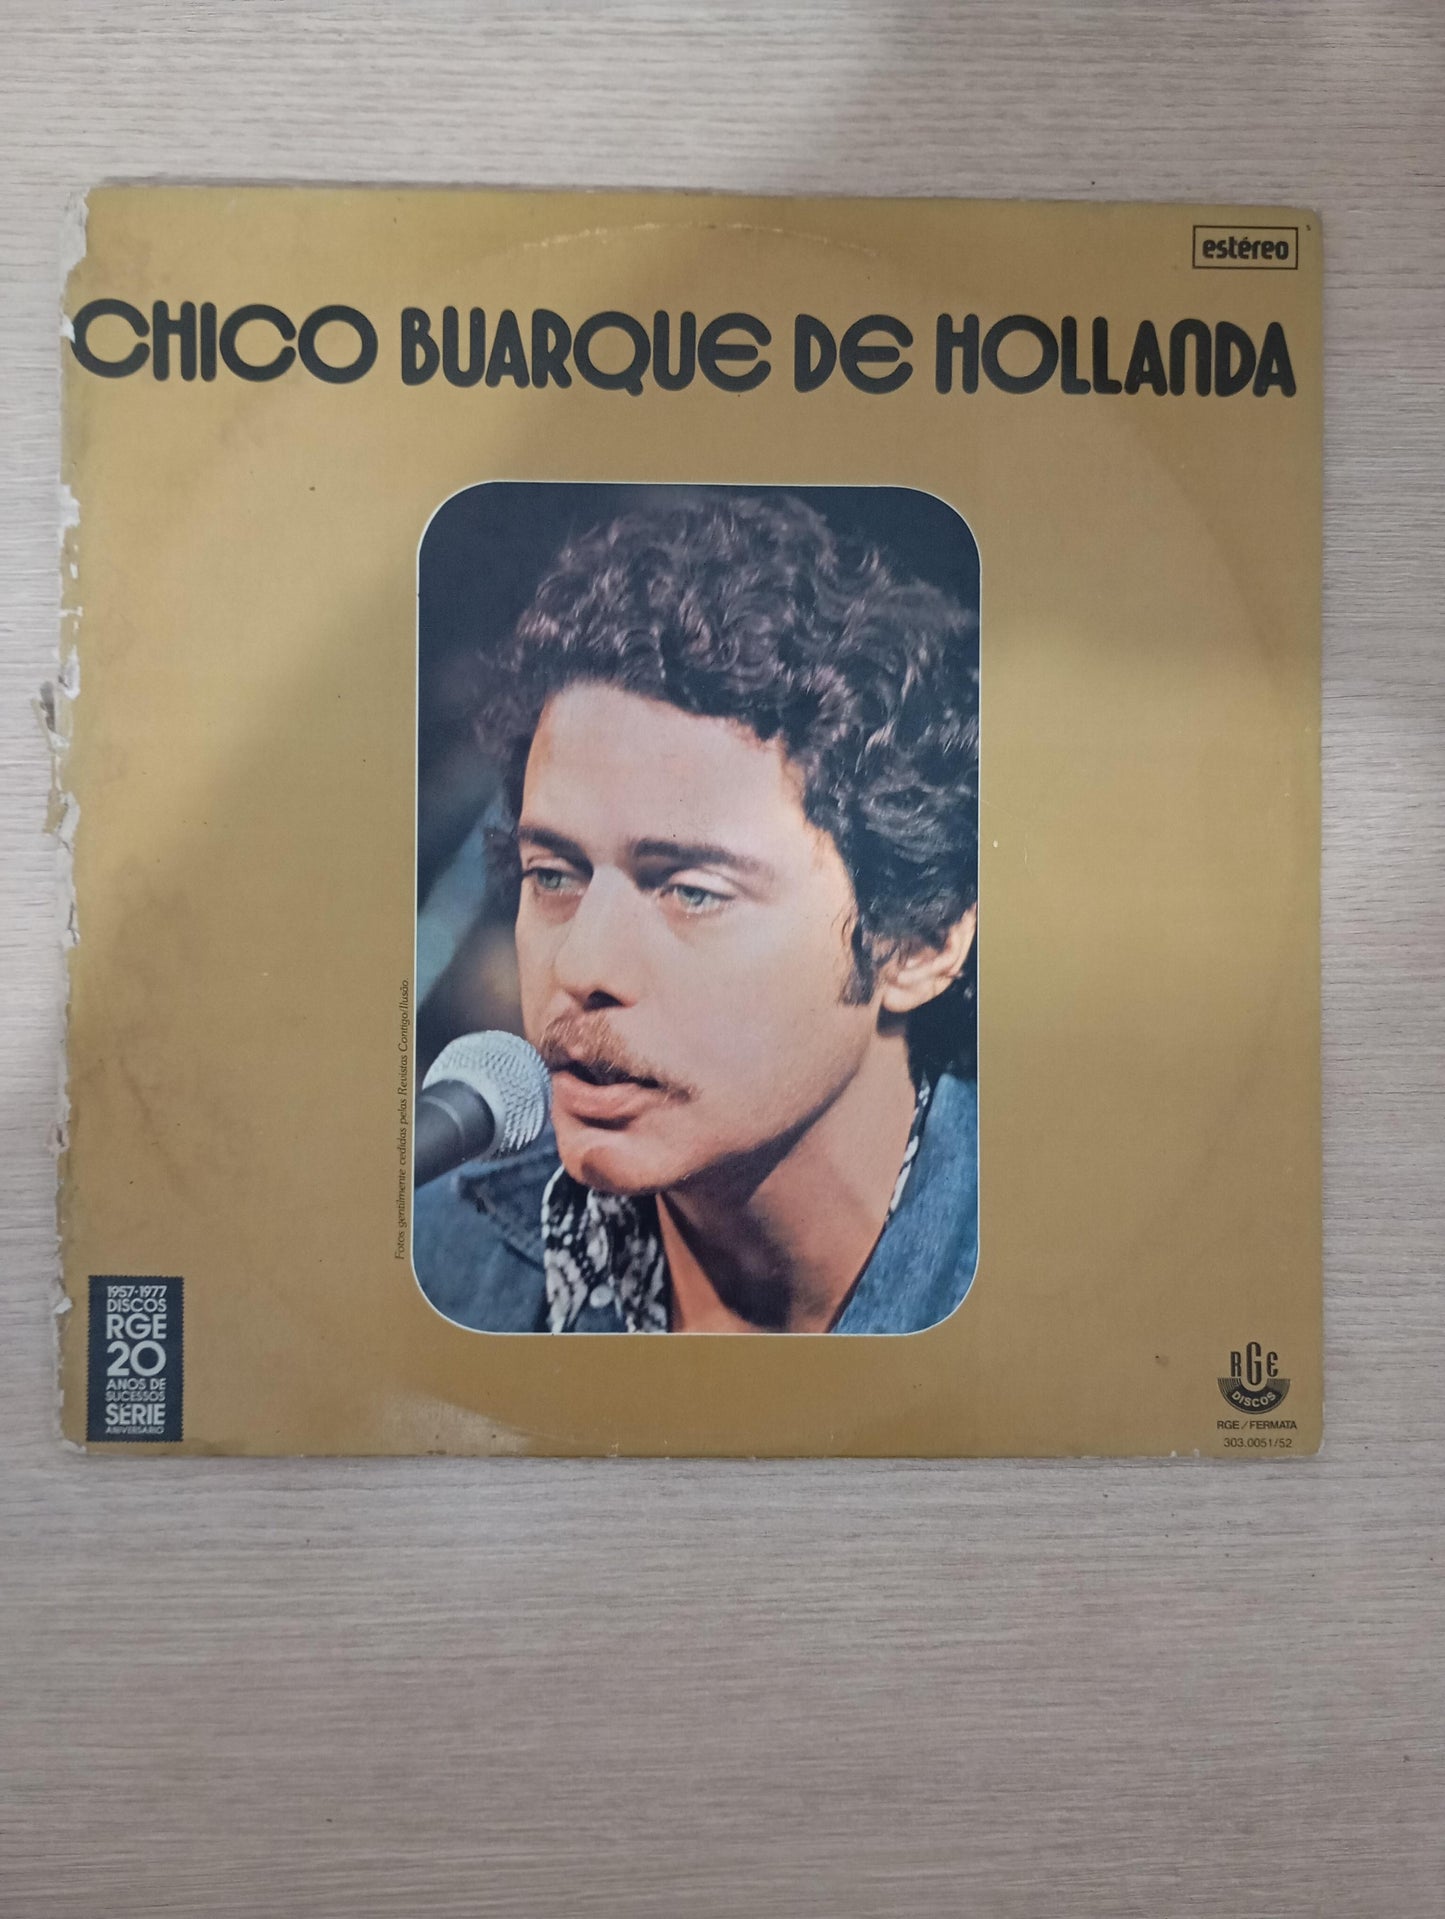 estéreo
CHICO BUARQUE DE HOLLANDA
Fotos gentilmente cedidas pelas Revistas Contigo/Ilusão
1957-1977
DISCOS
RGE
20
ANOS DE
SUCESSOS
SÉRIE
ANIVERSÁRIO
RGE
DISCOS
RGE/FERMATA
303.0051/52